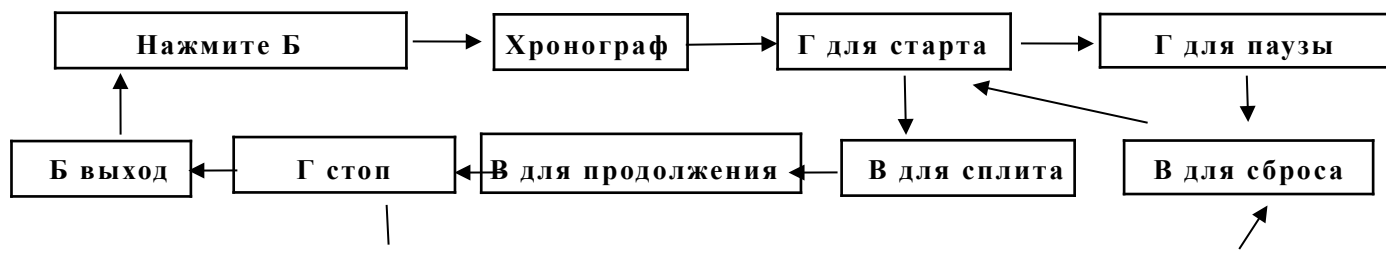 Нажмите Б Хронограф Г для старта Г для паузы
Б выход Г стоп В для продолжения В для сплита В для сброса